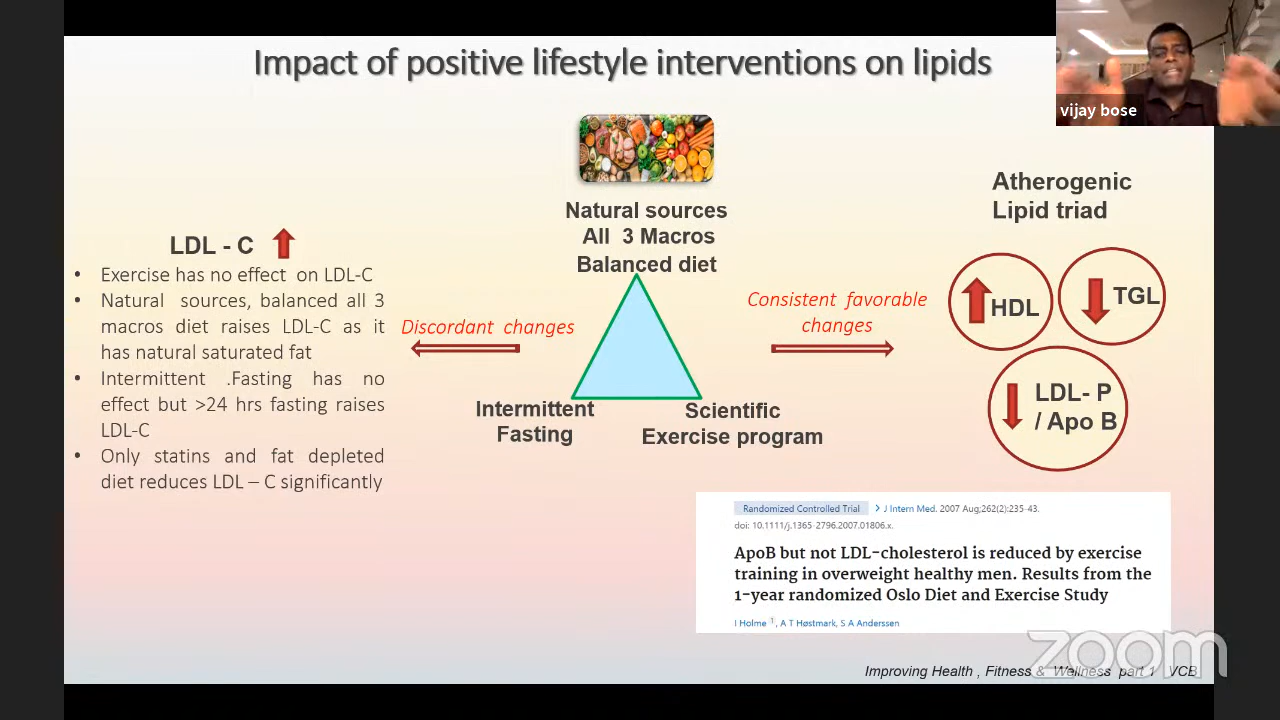 Impact of positive lifestyle interventions on lipids
vijay bose
Natural sources
All 3 Macros
Balanced diet
Atherogenic
Lipid triad
LDL - C
• Exercise has no effect on LDL-C
• Natural sources, balanced all 3
macros diet raises LDL-C as it
has natural saturated fat
• Intermittent .Fasting has no
effect but >24 hrs fasting raises
LDL-C
• Only statins and fat depleted
diet reduces LDL – C significantly
Discordant changes
Consistent favorable
changes
HDL
TGL
LDL- P
/ Apo B
Intermittent
Fasting
Scientific
Exercise program
Randomized Controlled Trial > J Intern Med. 2007 Aug;262(2):235-43.
doi: 10.1111/j.1365-2796.2007.01806.x.
ApoB but not LDL-cholesterol is reduced by exercise
training in overweight healthy men. Results from the
1-year randomized Oslo Diet and Exercise Study
I Holme 1, A T Høstmark, S A Anderssen
zoom
Improving Health , Fitness & Wellness part 1 VCB